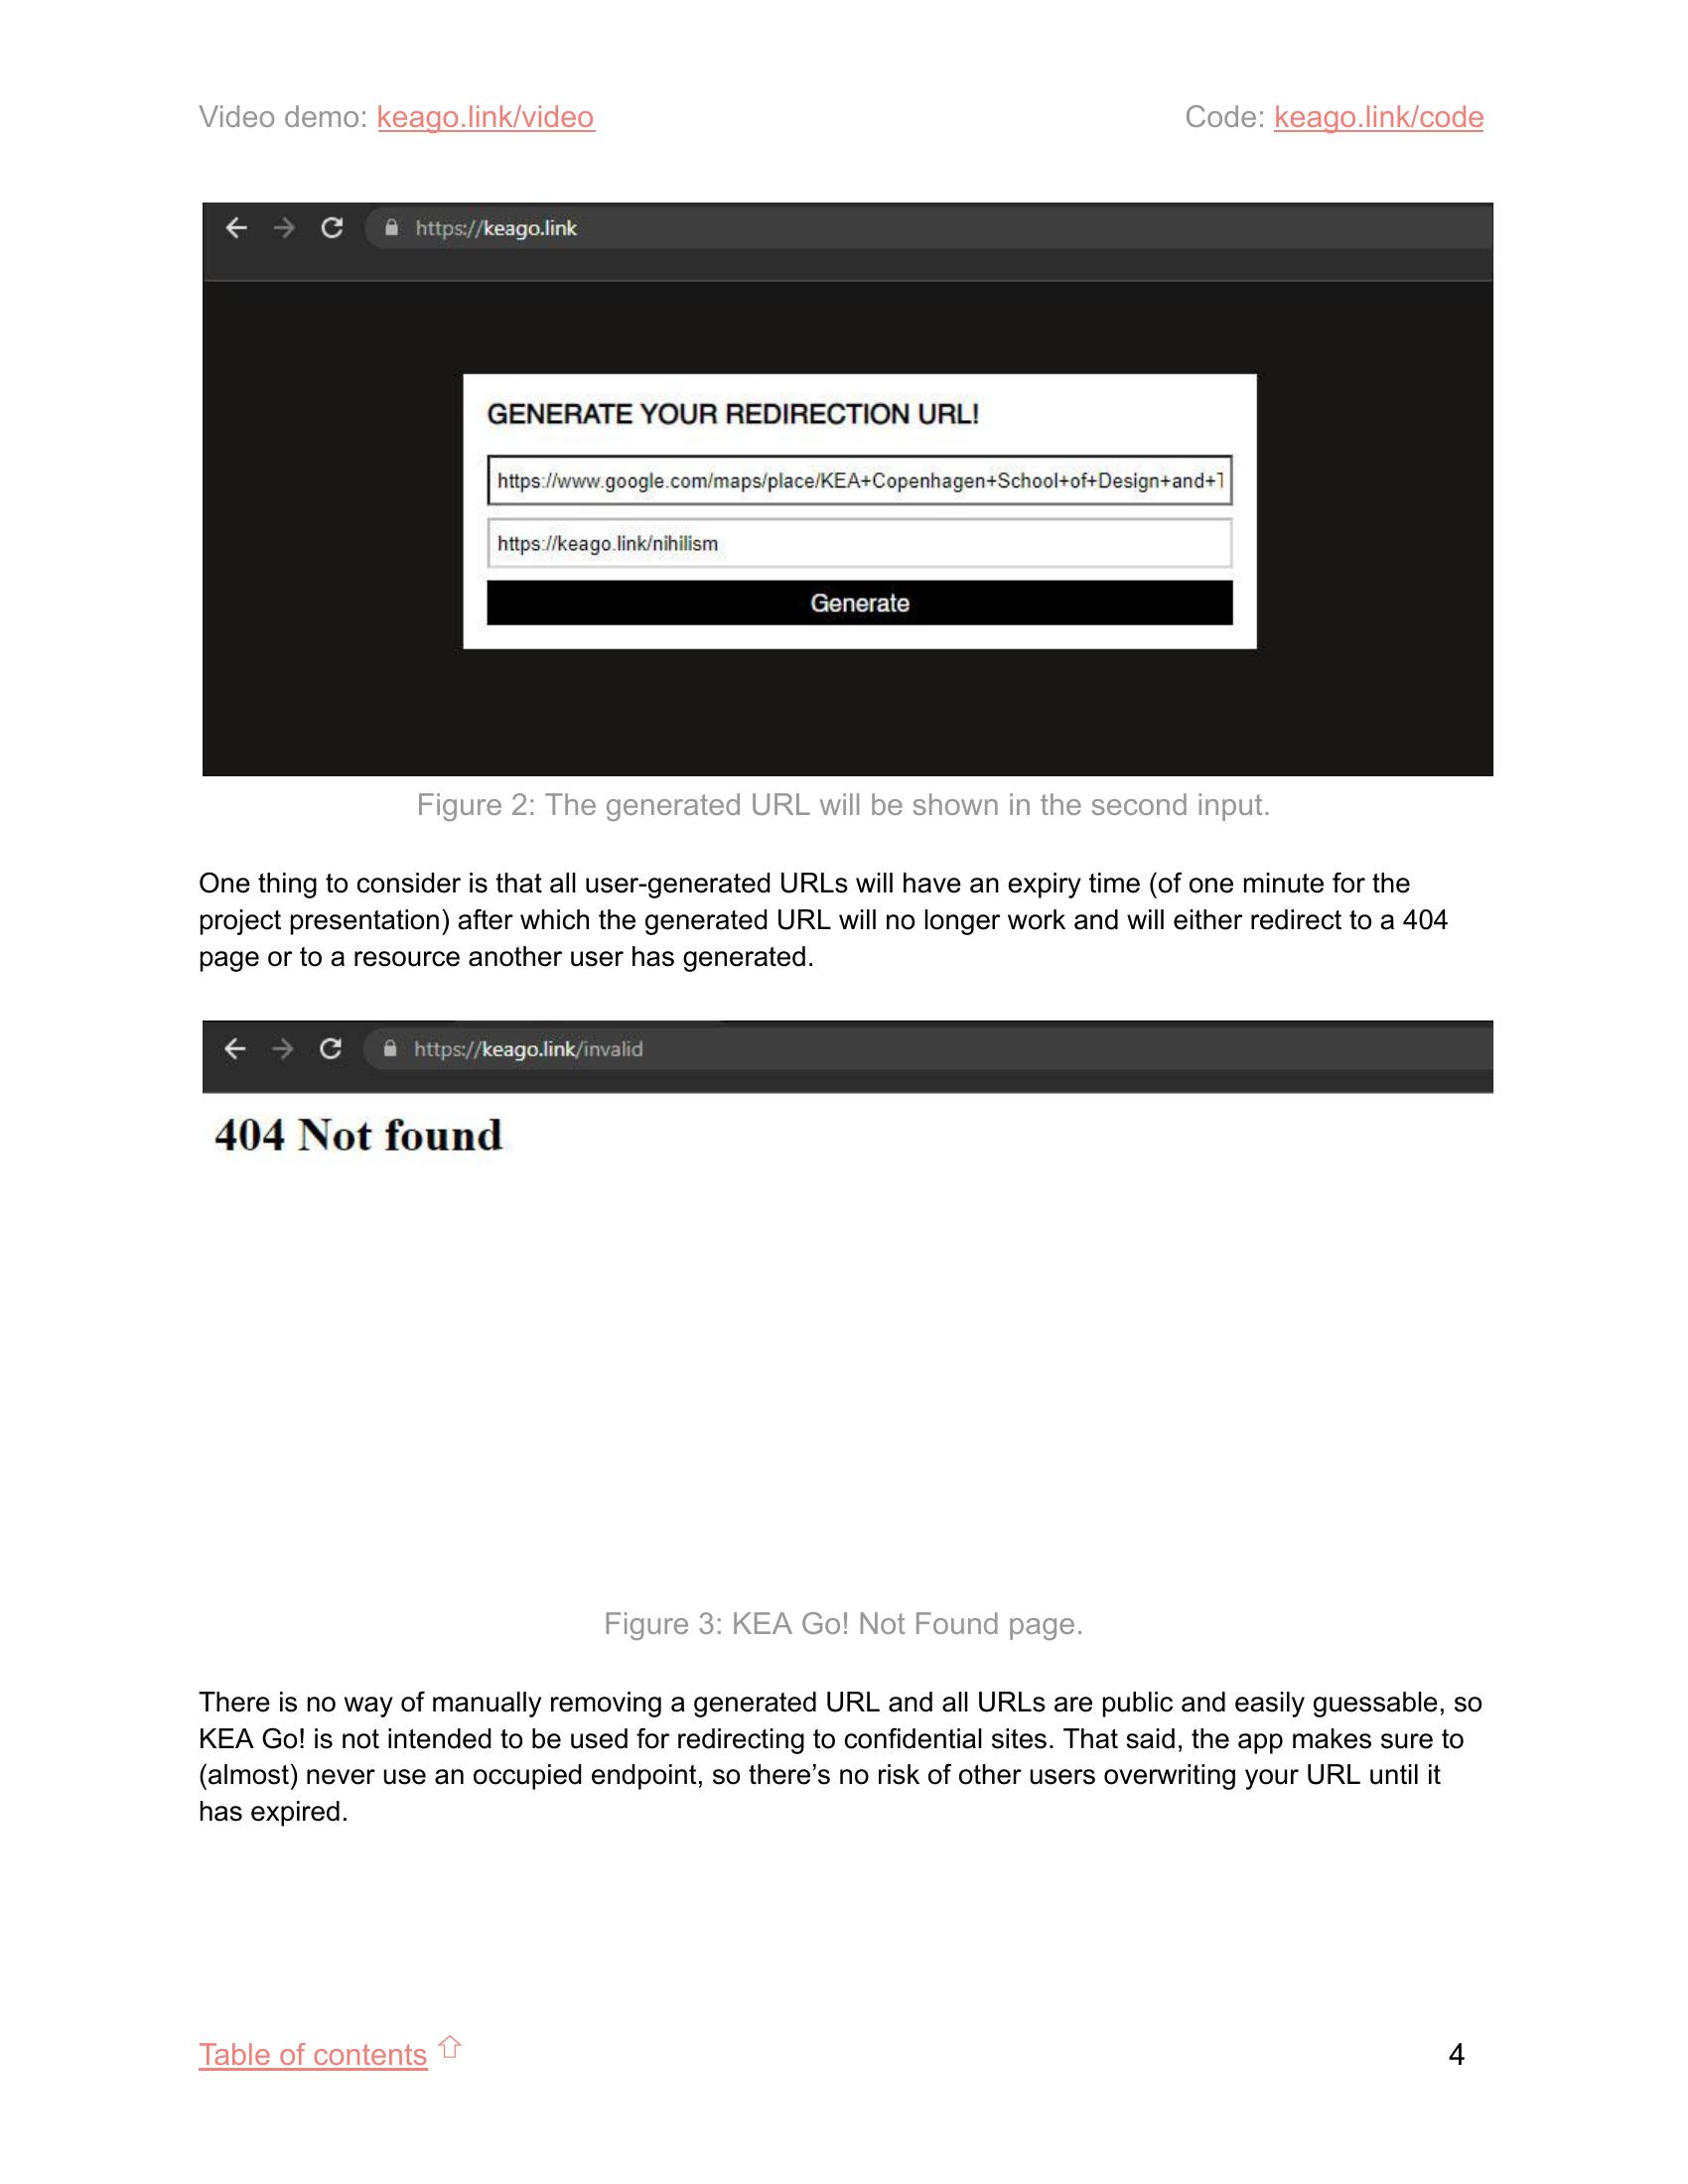 Video demo: keago.link/video Code: keago.link/code
https://keago.link
GENERATE YOUR REDIRECTION URL!
https://www.google.com/maps/place/KEA+Copenhagen+School+of+Design+and+T
https://keago.link/nihilism
Generate
Figure 2: The generated URL will be shown in the second input.
One thing to consider is that all user-generated URLs will have an expiry time (of one minute for the
project presentation) after which the generated URL will no longer work and will either redirect to a 404
page or to a resource another user has generated.
https://keago.link/invalid
404 Not found
Figure 3: KEA Go! Not Found page.
There is no way of manually removing a generated URL and all URLs are public and easily guessable, so
KEA Go! is not intended to be used for redirecting to confidential sites. That said, the app makes sure to
(almost) never use an occupied endpoint, so there’s no risk of other users overwriting your URL until it
has expired.
Table of contents ⇧ 4